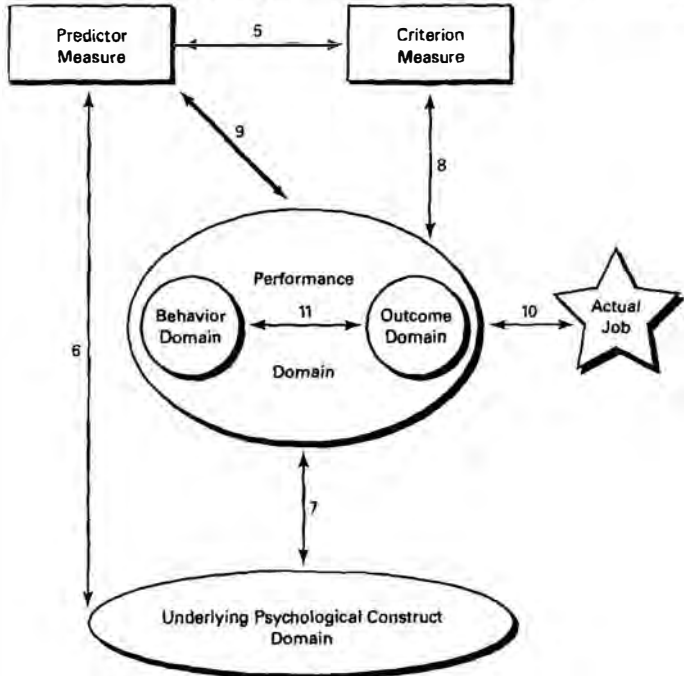 Predictor
Measure
5
Criterion
Measure
9
8
Performance
Behavior
Domain
11
Outcome
Domain
10
Actual
Job
6
Domain
7
Underlying Psychological Construct
Domain